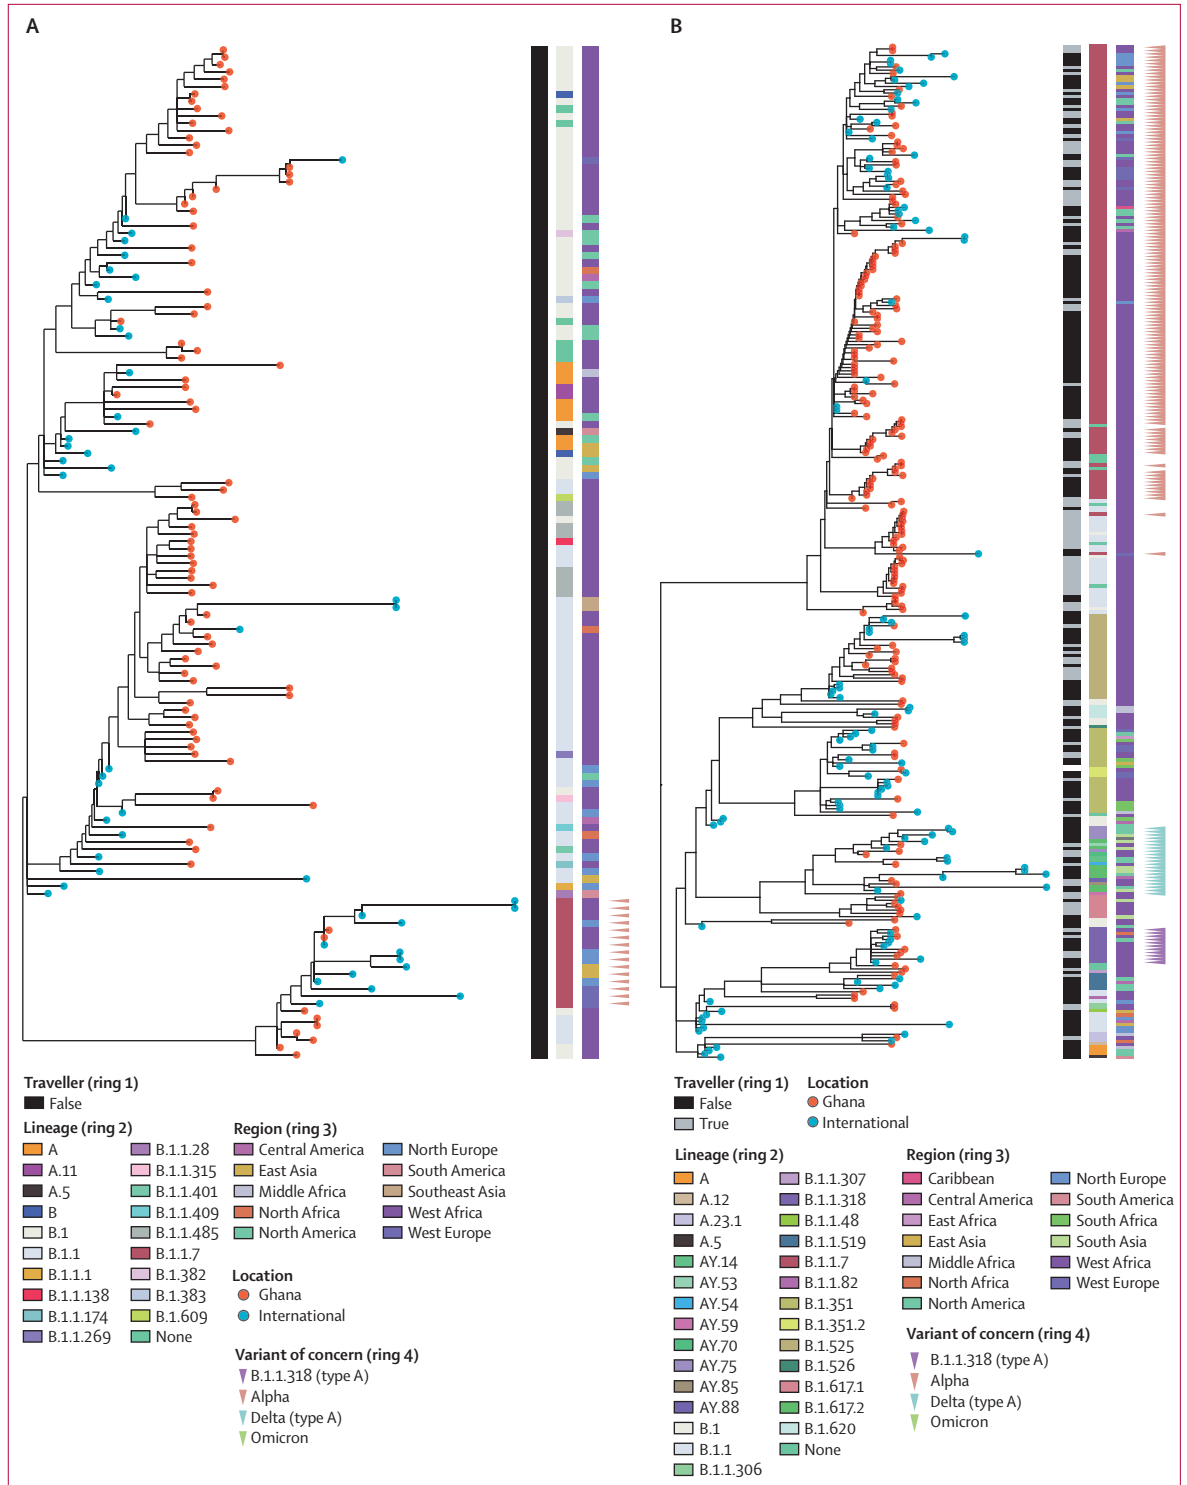 A
B
Traveller (ring 1)
False
Lineage (ring 2)
A
A.11
A.5
B
B.1
B.1.1
B.1.1.1
B.1.1.138
B.1.1.174
B.1.1.269
B.1.1.28
B.1.1.315
B.1.1.401
B.1.1.409
B.1.1.485
B.1.1.7
B.1.382
B.1.383
B.1.609
None
Region (ring 3)
Central America
East Asia
Middle Africa
North Africa
North America
North Europe
South America
Southeast Asia
West Africa
West Europe
Location
Ghana
International
Variant of concern (ring 4)
B.1.1.318 (type A)
Alpha
Delta (type A)
Omicron
Traveller (ring 1)
False
True
Location
Ghana
International
Lineage (ring 2)
A
A.12
A.23.1
A.5
AY.14
AY.53
AY.54
AY.59
AY.70
AY.75
AY.85
AY.88
B.1
B.1.1
B.1.1.306
B.1.1.307
B.1.1.318
B.1.1.48
B.1.1.519
B.1.1.7
B.1.1.82
B.1.351
B.1.351.2
B.1.525
B.1.526
B.1.617.1
B.1.617.2
B.1.620
None
Region (ring 3)
Caribbean
Central America
East Africa
East Asia
Middle Africa
North Africa
North America
North Europe
South America
South Africa
South Asia
West Africa
West Europe
Variant of concern (ring 4)
B.1.1.318 (type A)
Alpha
Delta (type A)
Omicron